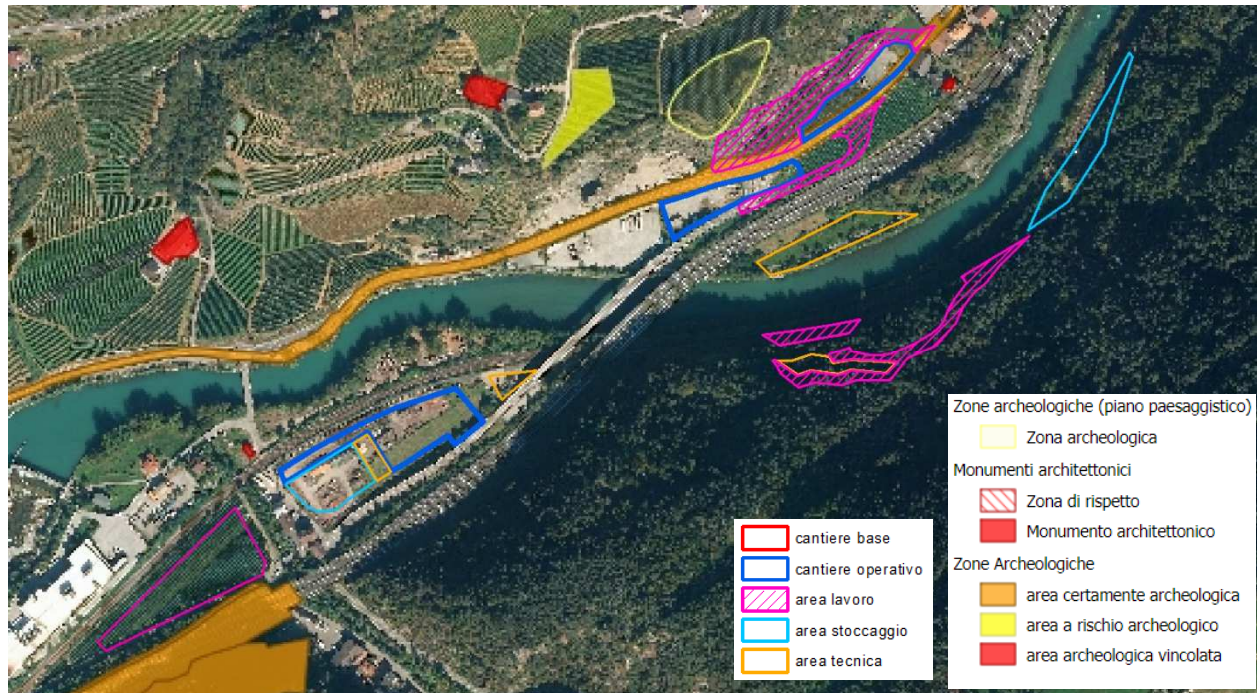 Zone archeologiche (piano paesaggistico)
Zona archeologica
Monumenti architettonici
Zona di rispetto
Monumento architettonico
Zone Archeologiche
area certamente archeologica
area a rischio archeologico
area archeologica vincolata
cantiere base
cantiere operativo
area lavoro
area stoccaggio
area tecnica